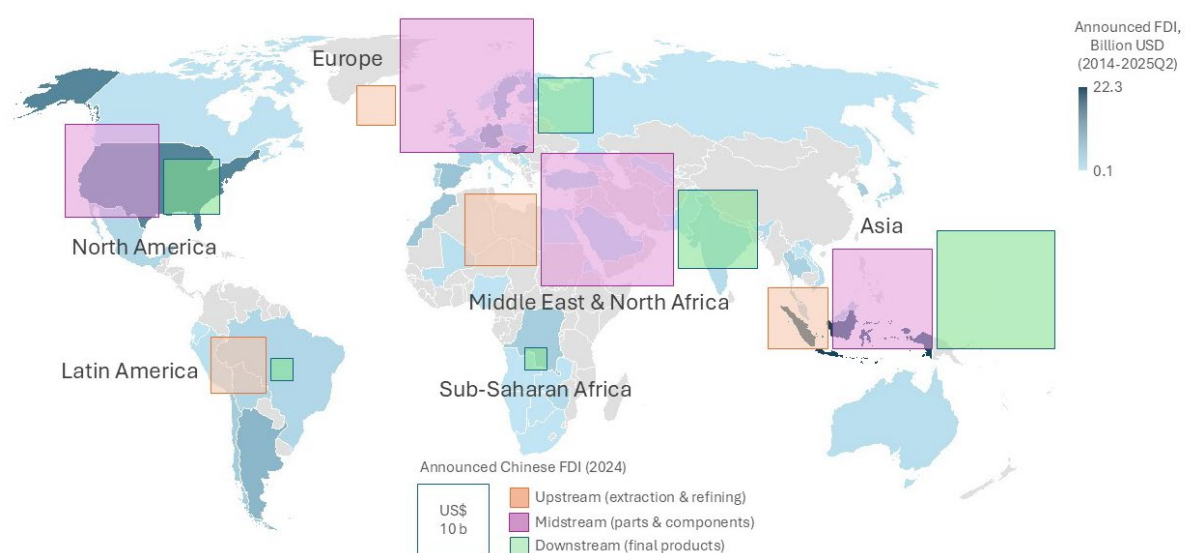 Announced FDI,
Billion USD
(2014-2025Q2)
22.3
0.1
Europe
North America
Asia
Middle East & North Africa
Latin America
Sub-Saharan Africa
Announced Chinese FDI (2024)
US$
10 b
Upstream (extraction & refining)
Midstream (parts & components)
Downstream (final products)